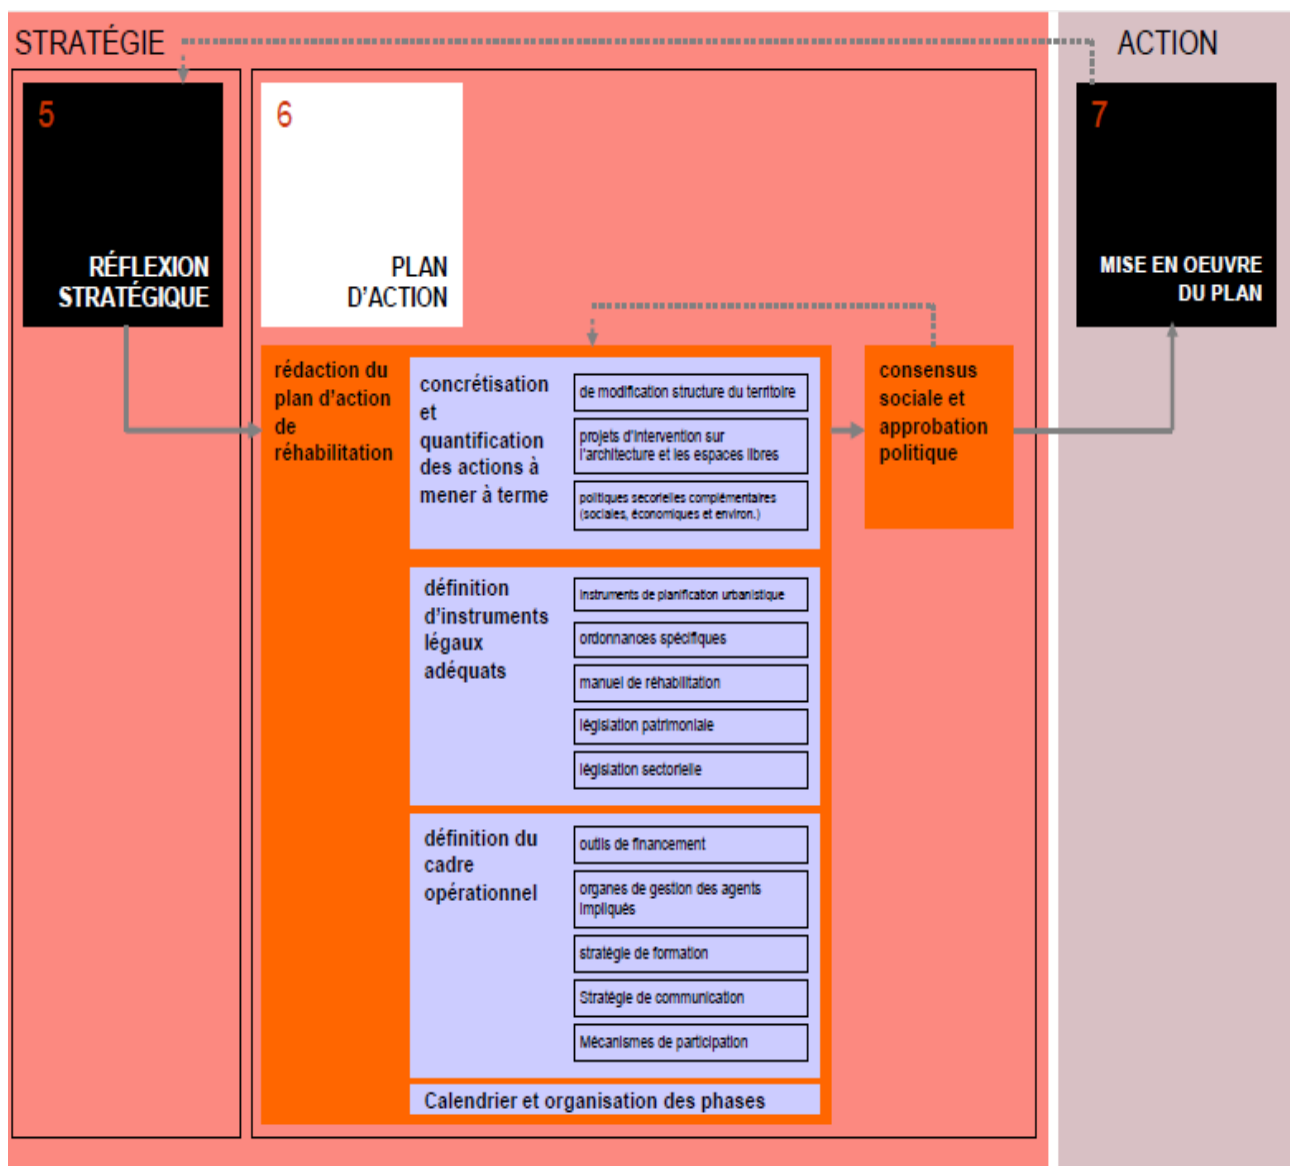 STRATÉGIE
ACTION
5
RÉFLEXION
STRATÉGIQUE
6
PLAN
D'ACTION
7
MISE EN OEUVRE
DU PLAN
rédaction du
plan d'action
de
réhabilitation
concrétisation
et
quantification
des actions à
mener à terme
de modification structure du territoire
projets d'intervention sur
l'architecture et les espaces libres
politiques secorielles complémentaires
(sociales, économiques et environ.)
définition
d'instruments
légaux
adéquats
instruments de planification urbanistique
ordonnances spécifiques
manuel de réhabilitation
législation patrimoniale
législation sectorielle
définition du
cadre
opérationnel
outils de financement
organes de gestion des agents
impliqués
stratégie de formation
Stratégie de communication
Mécanismes de participation
Calendrier et organisation des phases
consensus
sociale et
approbation
politique